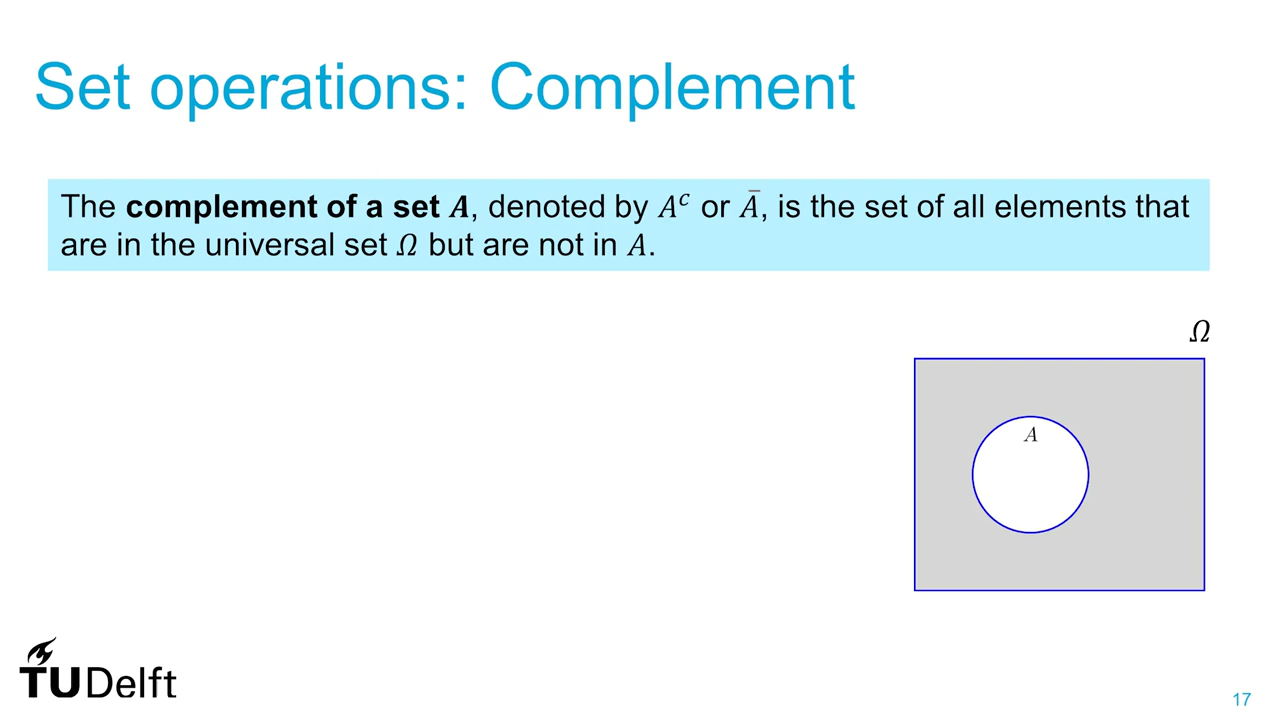 Set operations: Complement
The complement of a set A, denoted by Aᶜ or Ā, is the set of all elements that
are in the universal set Ω but are not in A.
Ω
A
TUDelft
17